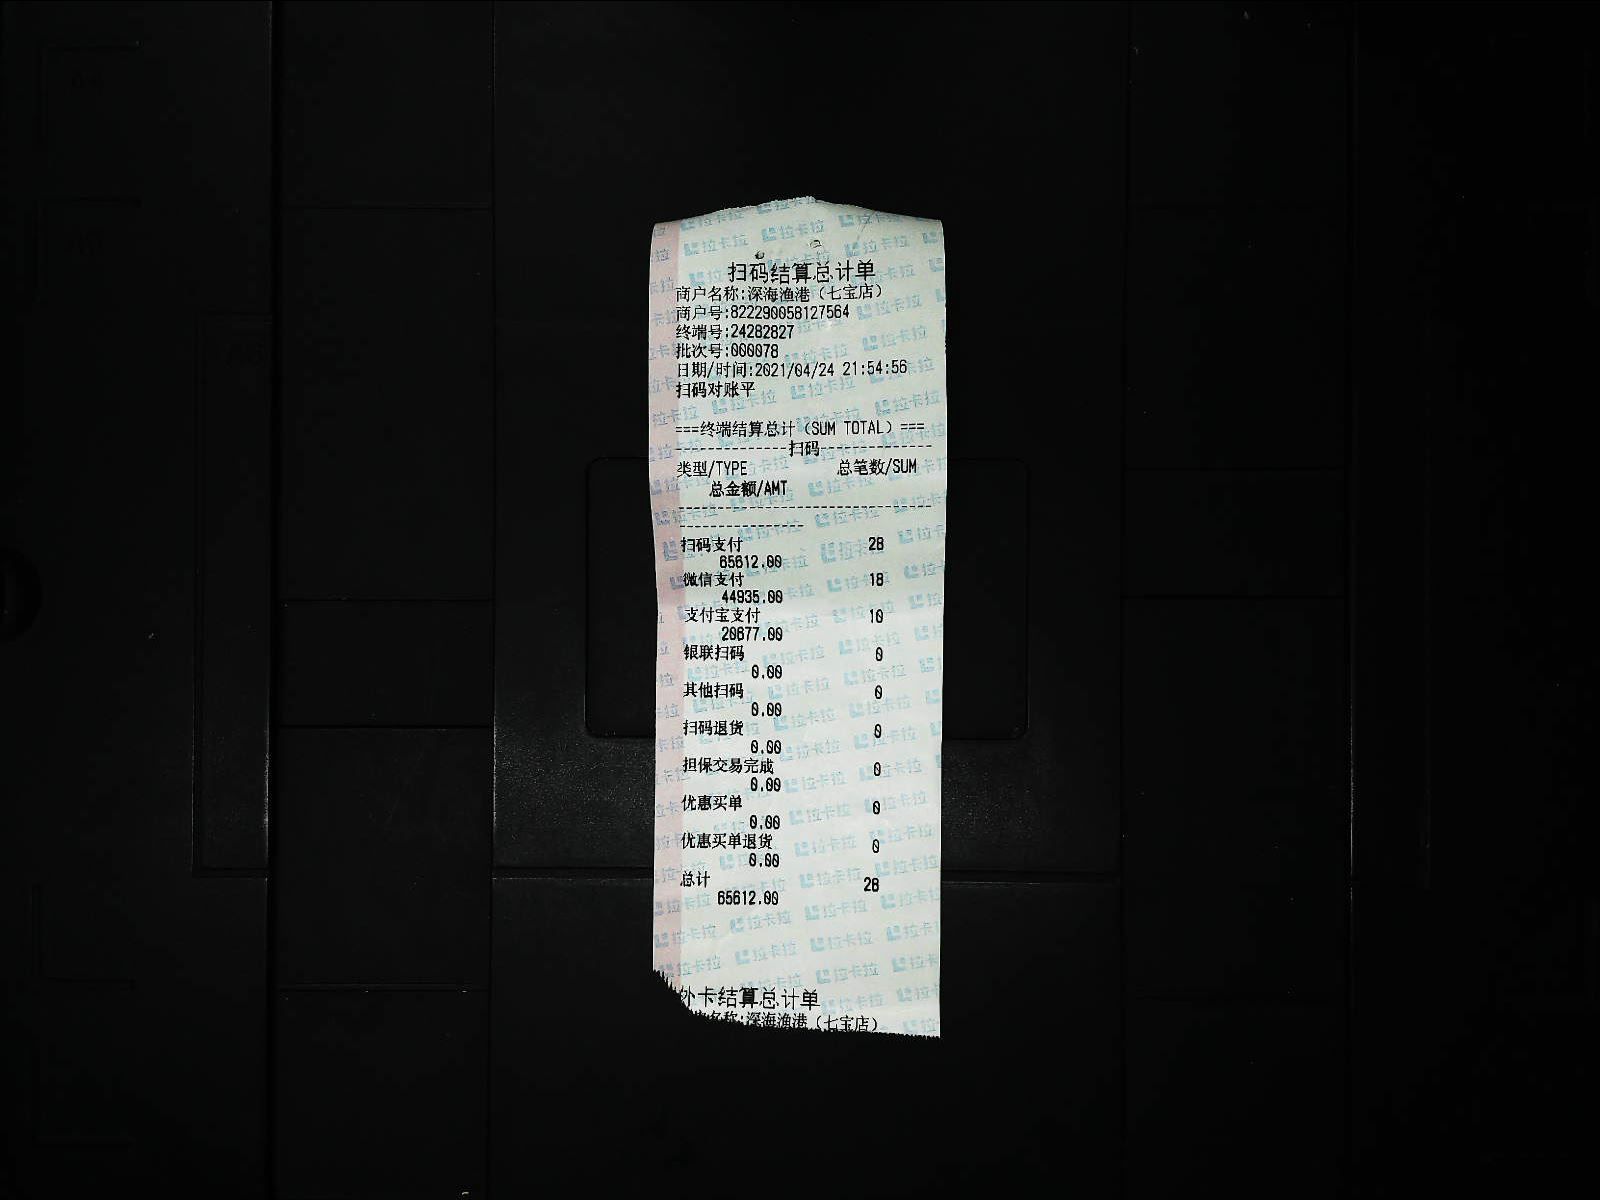 拉卡拉
扫码结算总计单
商户名称:深海渔港（七宝店）
商户号:822290058127564
终端号:24282827
批次号:000078
日期/时间:2021/04/24 21:54:56
扫码对账平
===终端结算总计（SUM TOTAL）===
扫码
类型/TYPE 总笔数/SUM
总金额/AMT
扫码支付 28
65612.00
微信支付 18
44935.00
支付宝支付 10
20677.00
银联扫码 0
0.00
其他扫码 0
0.00
扫码退货 0
0.00
担保交易完成 0
0.00
优惠买单 0
0.00
优惠买单退货 0
0.00
总计 28
65612.00
外卡结算总计单
名称:深海渔港（七宝店）